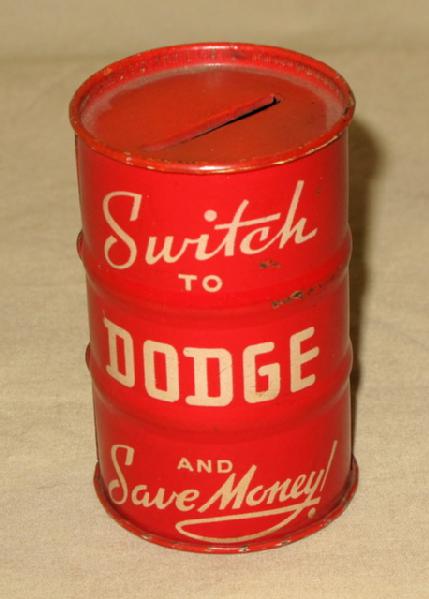 Switch
TO
DODGE
AND
Save Money!